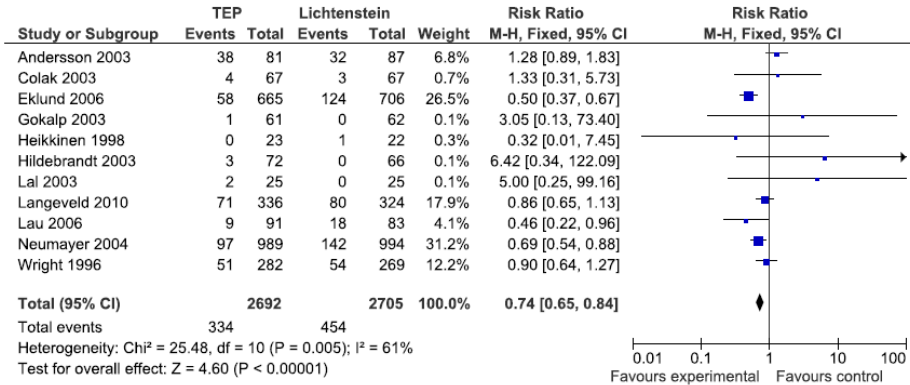 TEP Lichtenstein Risk Ratio Risk Ratio
Study or Subgroup Events Total Events Total Weight M-H, Fixed, 95% CI M-H, Fixed, 95% CI
Andersson 2003 38 81 32 87 6.8% 1.28 [0.89, 1.83]
Colak 2003 4 67 3 67 0.7% 1.33 [0.31, 5.73]
Eklund 2006 58 665 124 706 26.5% 0.50 [0.37, 0.67]
Gokalp 2003 1 61 0 62 0.1% 3.05 [0.13, 73.40]
Heikkinen 1998 0 23 1 22 0.3% 0.32 [0.01, 7.45]
Hildebrandt 2003 3 72 0 66 0.1% 6.42 [0.34, 122.09]
Lal 2003 2 25 0 25 0.1% 5.00 [0.25, 99.16]
Langeveld 2010 71 336 80 324 17.9% 0.86 [0.65, 1.13]
Lau 2006 9 91 18 83 4.1% 0.46 [0.22, 0.96]
Neumayer 2004 97 989 142 994 31.2% 0.69 [0.54, 0.88]
Wright 1996 51 282 54 269 12.2% 0.90 [0.64, 1.27]
Total (95% CI) 2692 2705 100.0% 0.74 [0.65, 0.84]
Total events 334 454
Heterogeneity: Chi² = 25.48, df = 10 (P = 0.005); I² = 61%
Test for overall effect: Z = 4.60 (P < 0.00001)
0.01 0.1 1 10 100
Favours experimental Favours control